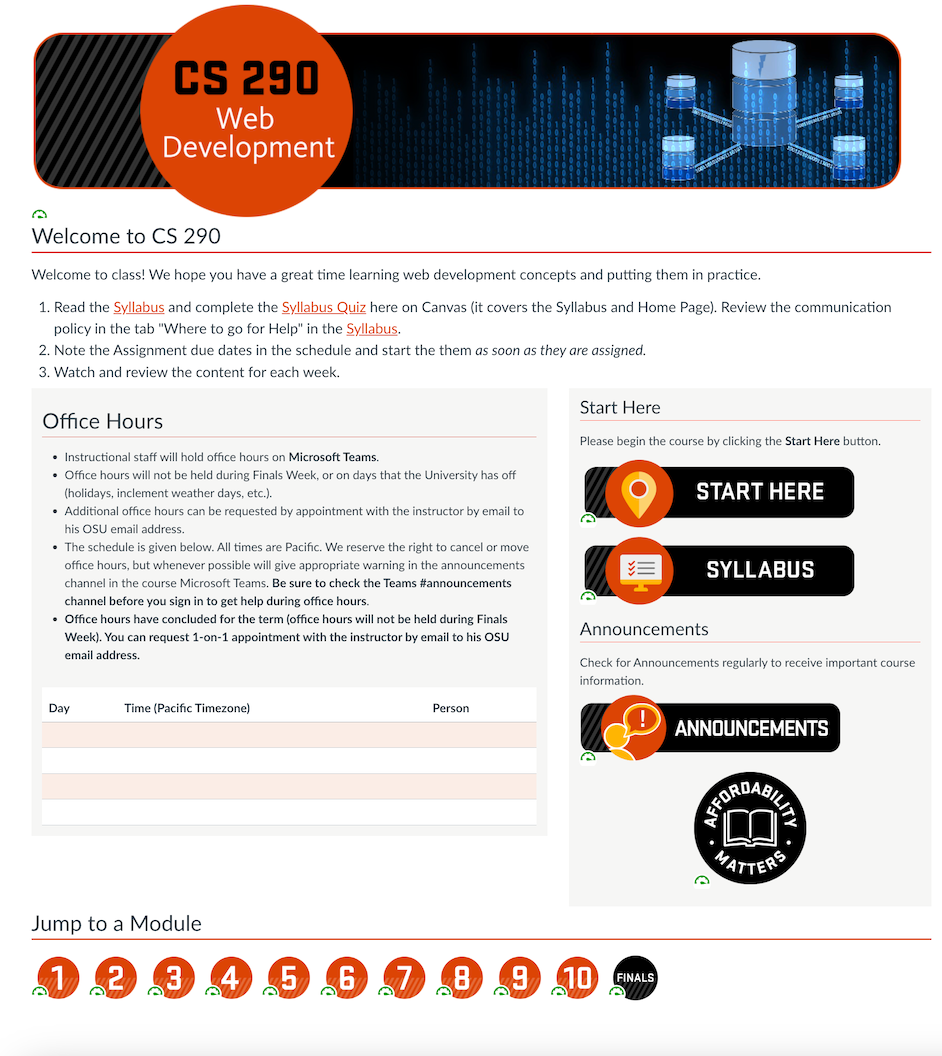 CS 290
Web
Development
Welcome to CS 290
Welcome to class! We hope you have a great time learning web development concepts and putting them in practice.
1. Read the Syllabus and complete the Syllabus Quiz here on Canvas (it covers the Syllabus and Home Page). Review the communication
policy in the tab "Where to go for Help" in the Syllabus.
2. Note the Assignment due dates in the schedule and start the them as soon as they are assigned.
3. Watch and review the content for each week.
Office Hours
• Instructional staff will hold office hours on Microsoft Teams.
• Office hours will not be held during Finals Week, or on days that the University has off
(holidays, inclement weather days, etc.).
• Additional office hours can be requested by appointment with the instructor by email to
his OSU email address.
• The schedule is given below. All times are Pacific. We reserve the right to cancel or move
office hours, but whenever possible will give appropriate warning in the announcements
channel in the course Microsoft Teams. Be sure to check the Teams #announcements
channel before you sign in to get help during office hours.
• Office hours have concluded for the term (office hours will not be held during Finals
Week). You can request 1-on-1 appointment with the instructor by email to his OSU
email address.
Day Time (Pacific Timezone) Person
Start Here
Please begin the course by clicking the Start Here button.
START HERE
SYLLABUS
Announcements
Check for Announcements regularly to receive important course
information.
ANNOUNCEMENTS
AFFORDABILITY
MATTERS
Jump to a Module
1 2 3 4 5 6 7 8 9 10 FINALS